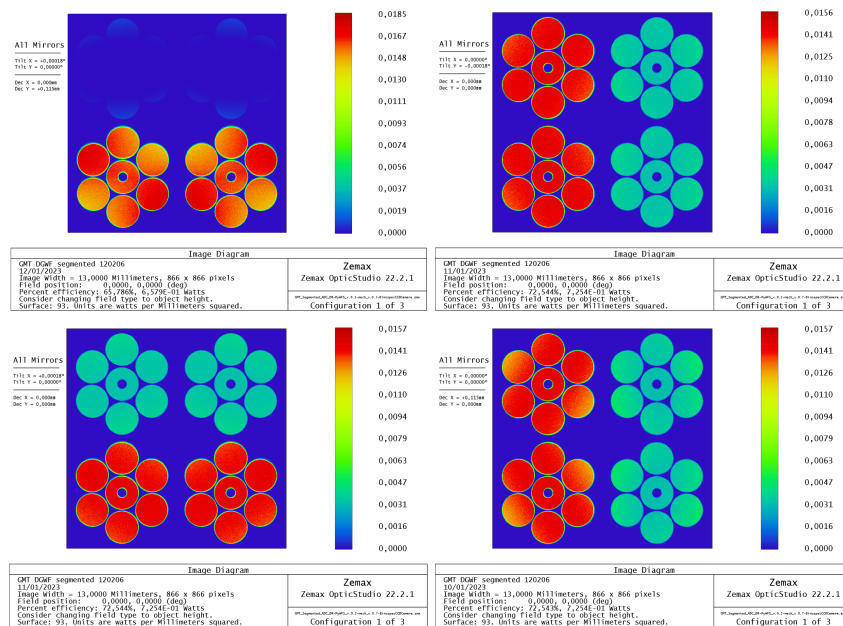 All Mirrors
Tilt X = +0,00018°
Tilt Y = +0,00000°
Dec X = 0,000mm
Dec Y = +0,115mm
0,0185
0,0167
0,0148
0,0130
0,0111
0,0093
0,0074
0,0056
0,0037
0,0019
0,0000
Image Diagram
GMT DGWF segmented 120206
12/01/2023
Image Width = 13,0000 Millimeters, 866 x 866 pixels
Field position: 0,0000, 0,0000 (deg)
Percent efficiency: 65,786%, 6,579E-01 Watts
Consider changing field type to object height.
Surface: 93. Units are watts per Millimeters squared.
Zemax
Zemax OpticStudio 22.2.1
Configuration 1 of 3
All Mirrors
Tilt X = 0,00000°
Tilt Y = -0,00018°
Dec X = 0,000mm
Dec Y = 0,000mm
0,0156
0,0141
0,0125
0,0110
0,0094
0,0078
0,0063
0,0047
0,0031
0,0016
0,0000
Image Diagram
GMT DGWF segmented 120206
11/01/2023
Image Width = 13,0000 Millimeters, 866 x 866 pixels
Field position: 0,0000, 0,0000 (deg)
Percent efficiency: 72,544%, 7,254E-01 Watts
Consider changing field type to object height.
Surface: 93. Units are watts per Millimeters squared.
Zemax
Zemax OpticStudio 22.2.1
Configuration 1 of 3
All Mirrors
Tilt X = +0,00018°
Tilt Y = 0,00000°
Dec X = 0,000mm
Dec Y = 0,000mm
0,0157
0,0141
0,0126
0,0110
0,0094
0,0079
0,0063
0,0047
0,0031
0,0016
0,0000
Image Diagram
GMT DGWF segmented 120206
11/01/2023
Image Width = 13,0000 Millimeters, 866 x 866 pixels
Field position: 0,0000, 0,0000 (deg)
Percent efficiency: 72,544%, 7,254E-01 Watts
Consider changing field type to object height.
Surface: 93. Units are watts per Millimeters squared.
Zemax
Zemax OpticStudio 22.2.1
Configuration 1 of 3
All Mirrors
Tilt X = 0,00000°
Tilt Y = 0,00000°
Dec X = +0,115mm
Dec Y = 0,000mm
0,0157
0,0141
0,0126
0,0110
0,0094
0,0079
0,0063
0,0047
0,0031
0,0016
0,0000
Image Diagram
GMT DGWF segmented 120206
10/01/2023
Image Width = 13,0000 Millimeters, 866 x 866 pixels
Field position: 0,0000, 0,0000 (deg)
Percent efficiency: 72,543%, 7,254E-01 Watts
Consider changing field type to object height.
Surface: 93. Units are watts per Millimeters squared.
Zemax
Zemax OpticStudio 22.2.1
Configuration 1 of 3